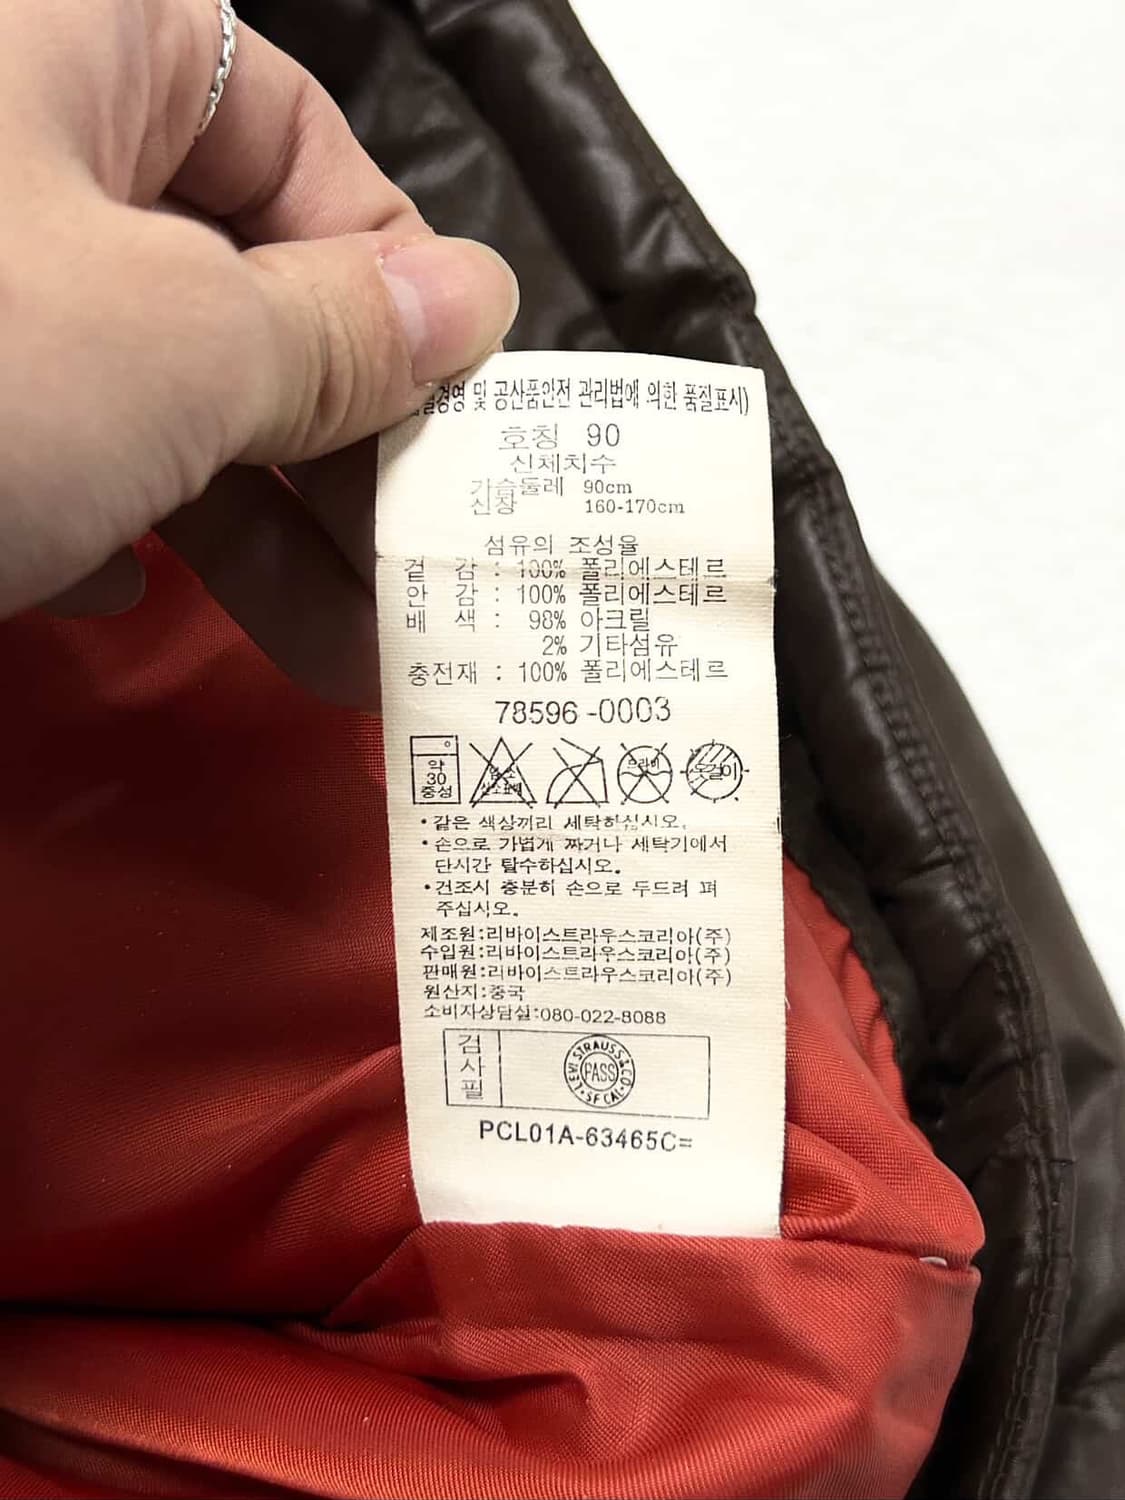 경영 및 공산품안전 관리법에 의한 품질표시)
호칭 90
신체치수
가슴둘레 90cm
신장 160-170cm
섬유의 조성율
겉 감 : 100% 폴리에스테르
안 감 : 100% 폴리에스테르
배 색 : 98% 아크릴
2% 기타섬유
충전재 : 100% 폴리에스테르
78596-0003
약 30 중성
드라이
옷걸이
•같은 색상끼리 세탁하십시오.
•손으로 가볍게 짜거나 세탁기에서
단시간 탈수하십시오.
•건조시 충분히 손으로 두드려 펴
주십시오.
제조원:리바이스트라우스코리아(주)
수입원:리바이스트라우스코리아(주)
판매원:리바이스트라우스코리아(주)
원산지:중국
소비자상담실:080-022-8088
검사필
LEVI STRAUSS & CO. S F CAL.
PASS
PCL01A-63465C=